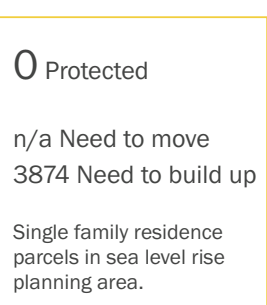 0 Protected
n/a Need to move
3874 Need to build up
Single family residence
parcels in sea level rise
planning area.